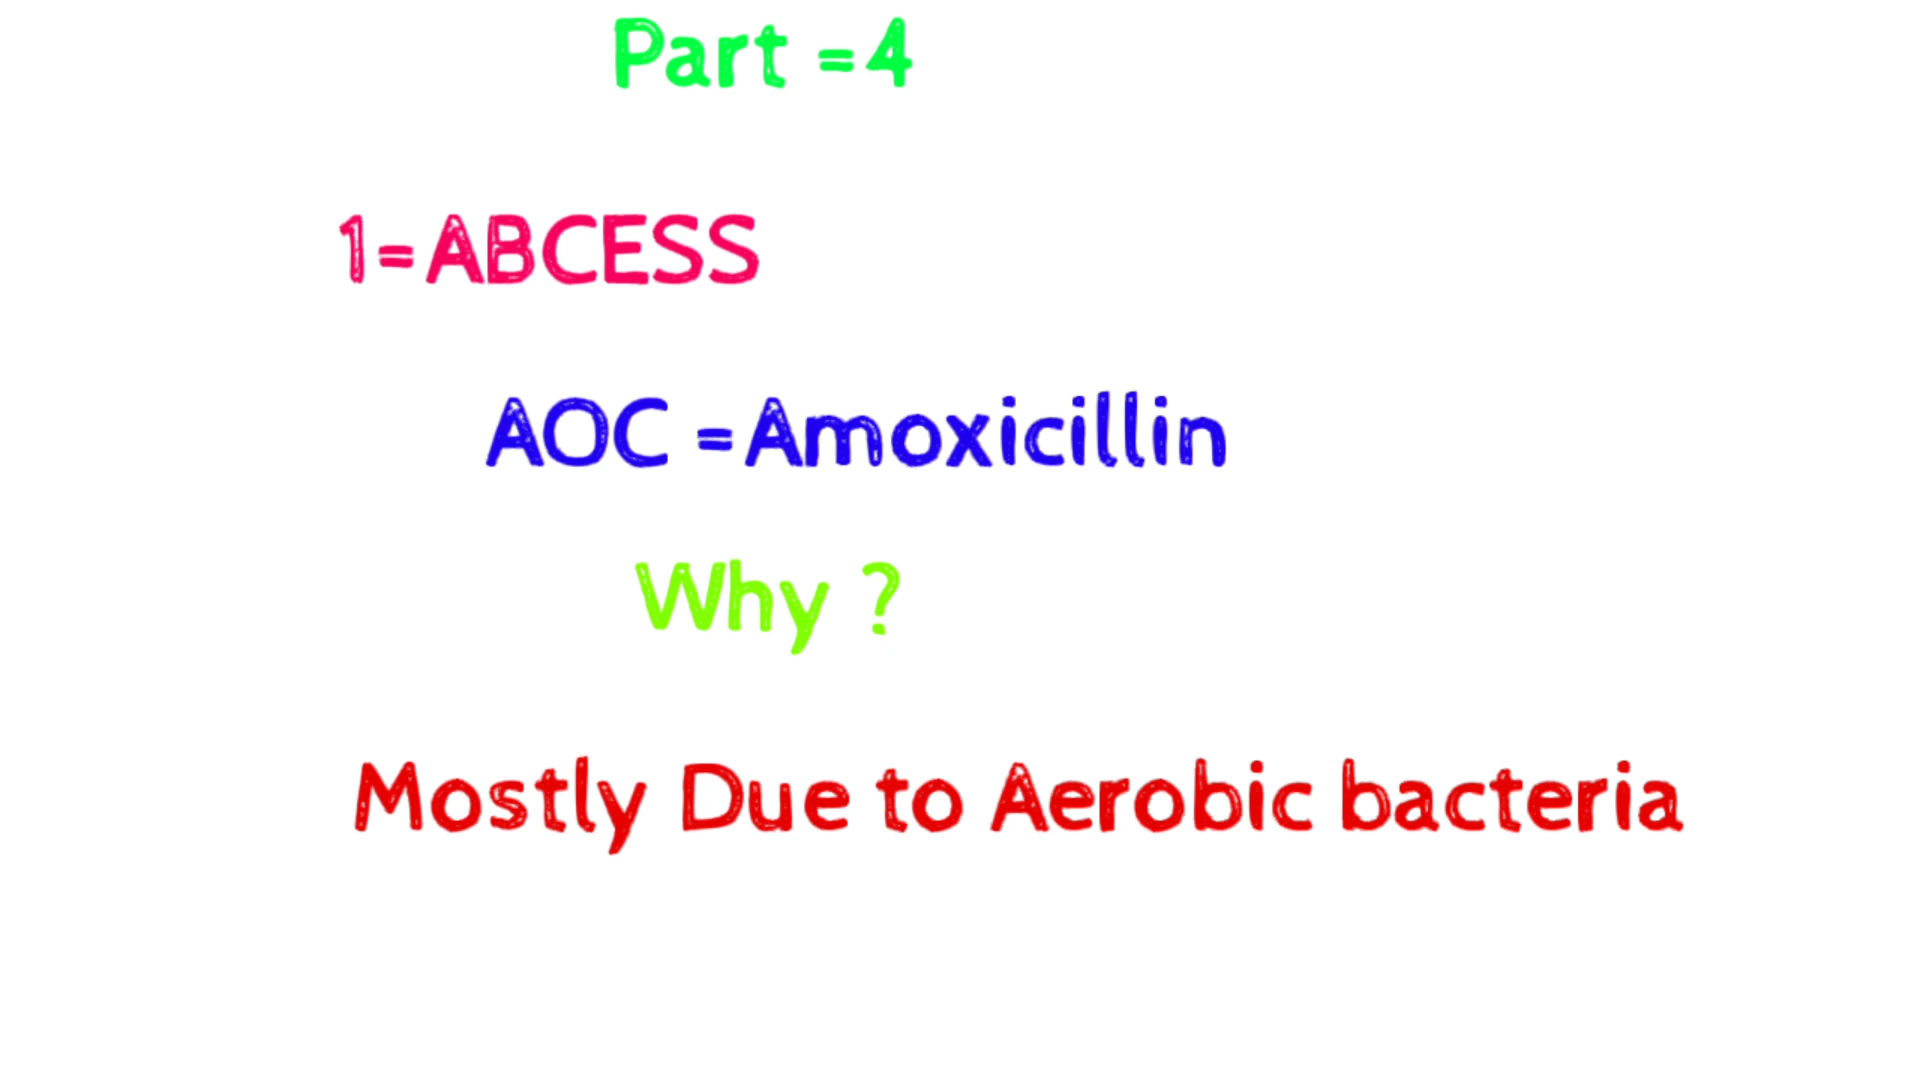 Part =4
1=ABCESS
AOC =Amoxicillin
Why ?
Mostly Due to Aerobic bacteria